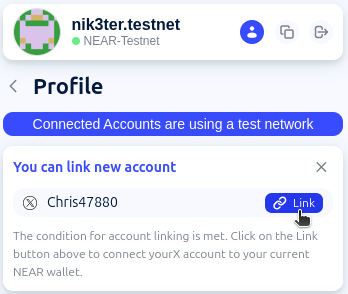 nik3ter.testnet
NEAR-Testnet
Profile
Connected Accounts are using a test network
You can link new account
Chris47880
Link
The condition for account linking is met. Click on the Link
button above to connect yourX account to your current
NEAR wallet.